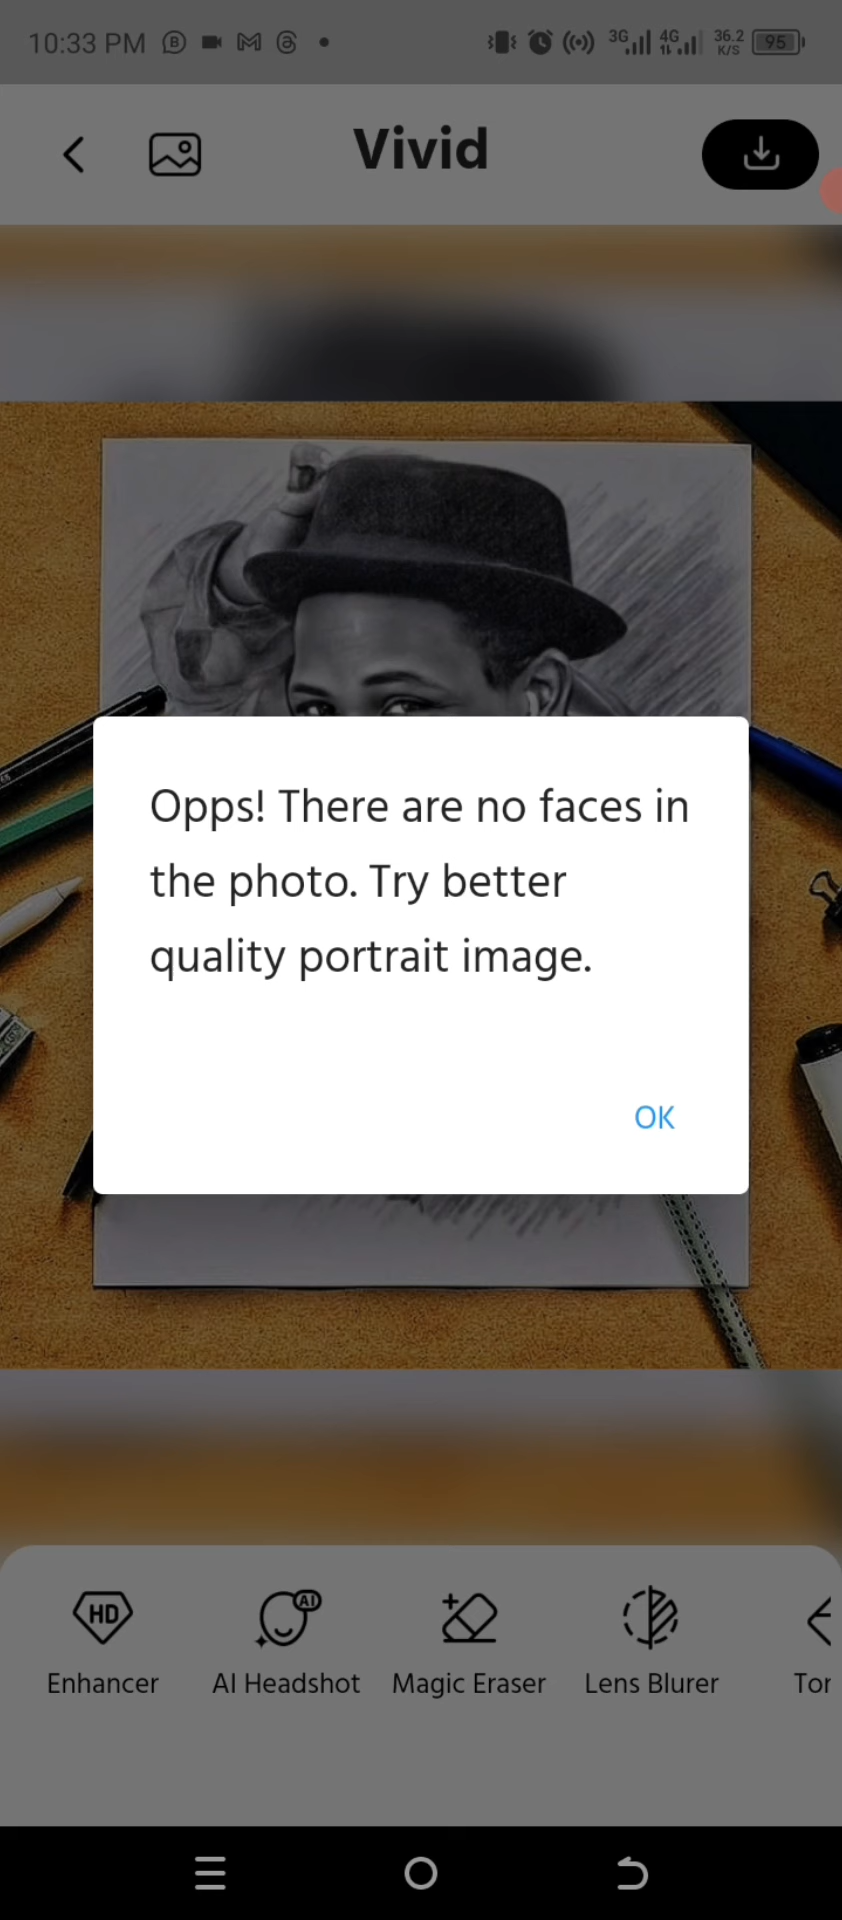 10:33 PM
3G 4G 36.2 K/S 95
Vivid
Opps! There are no faces in
the photo. Try better
quality portrait image.
OK
HD AI
Enhancer AI Headshot Magic Eraser Lens Blurer Tor